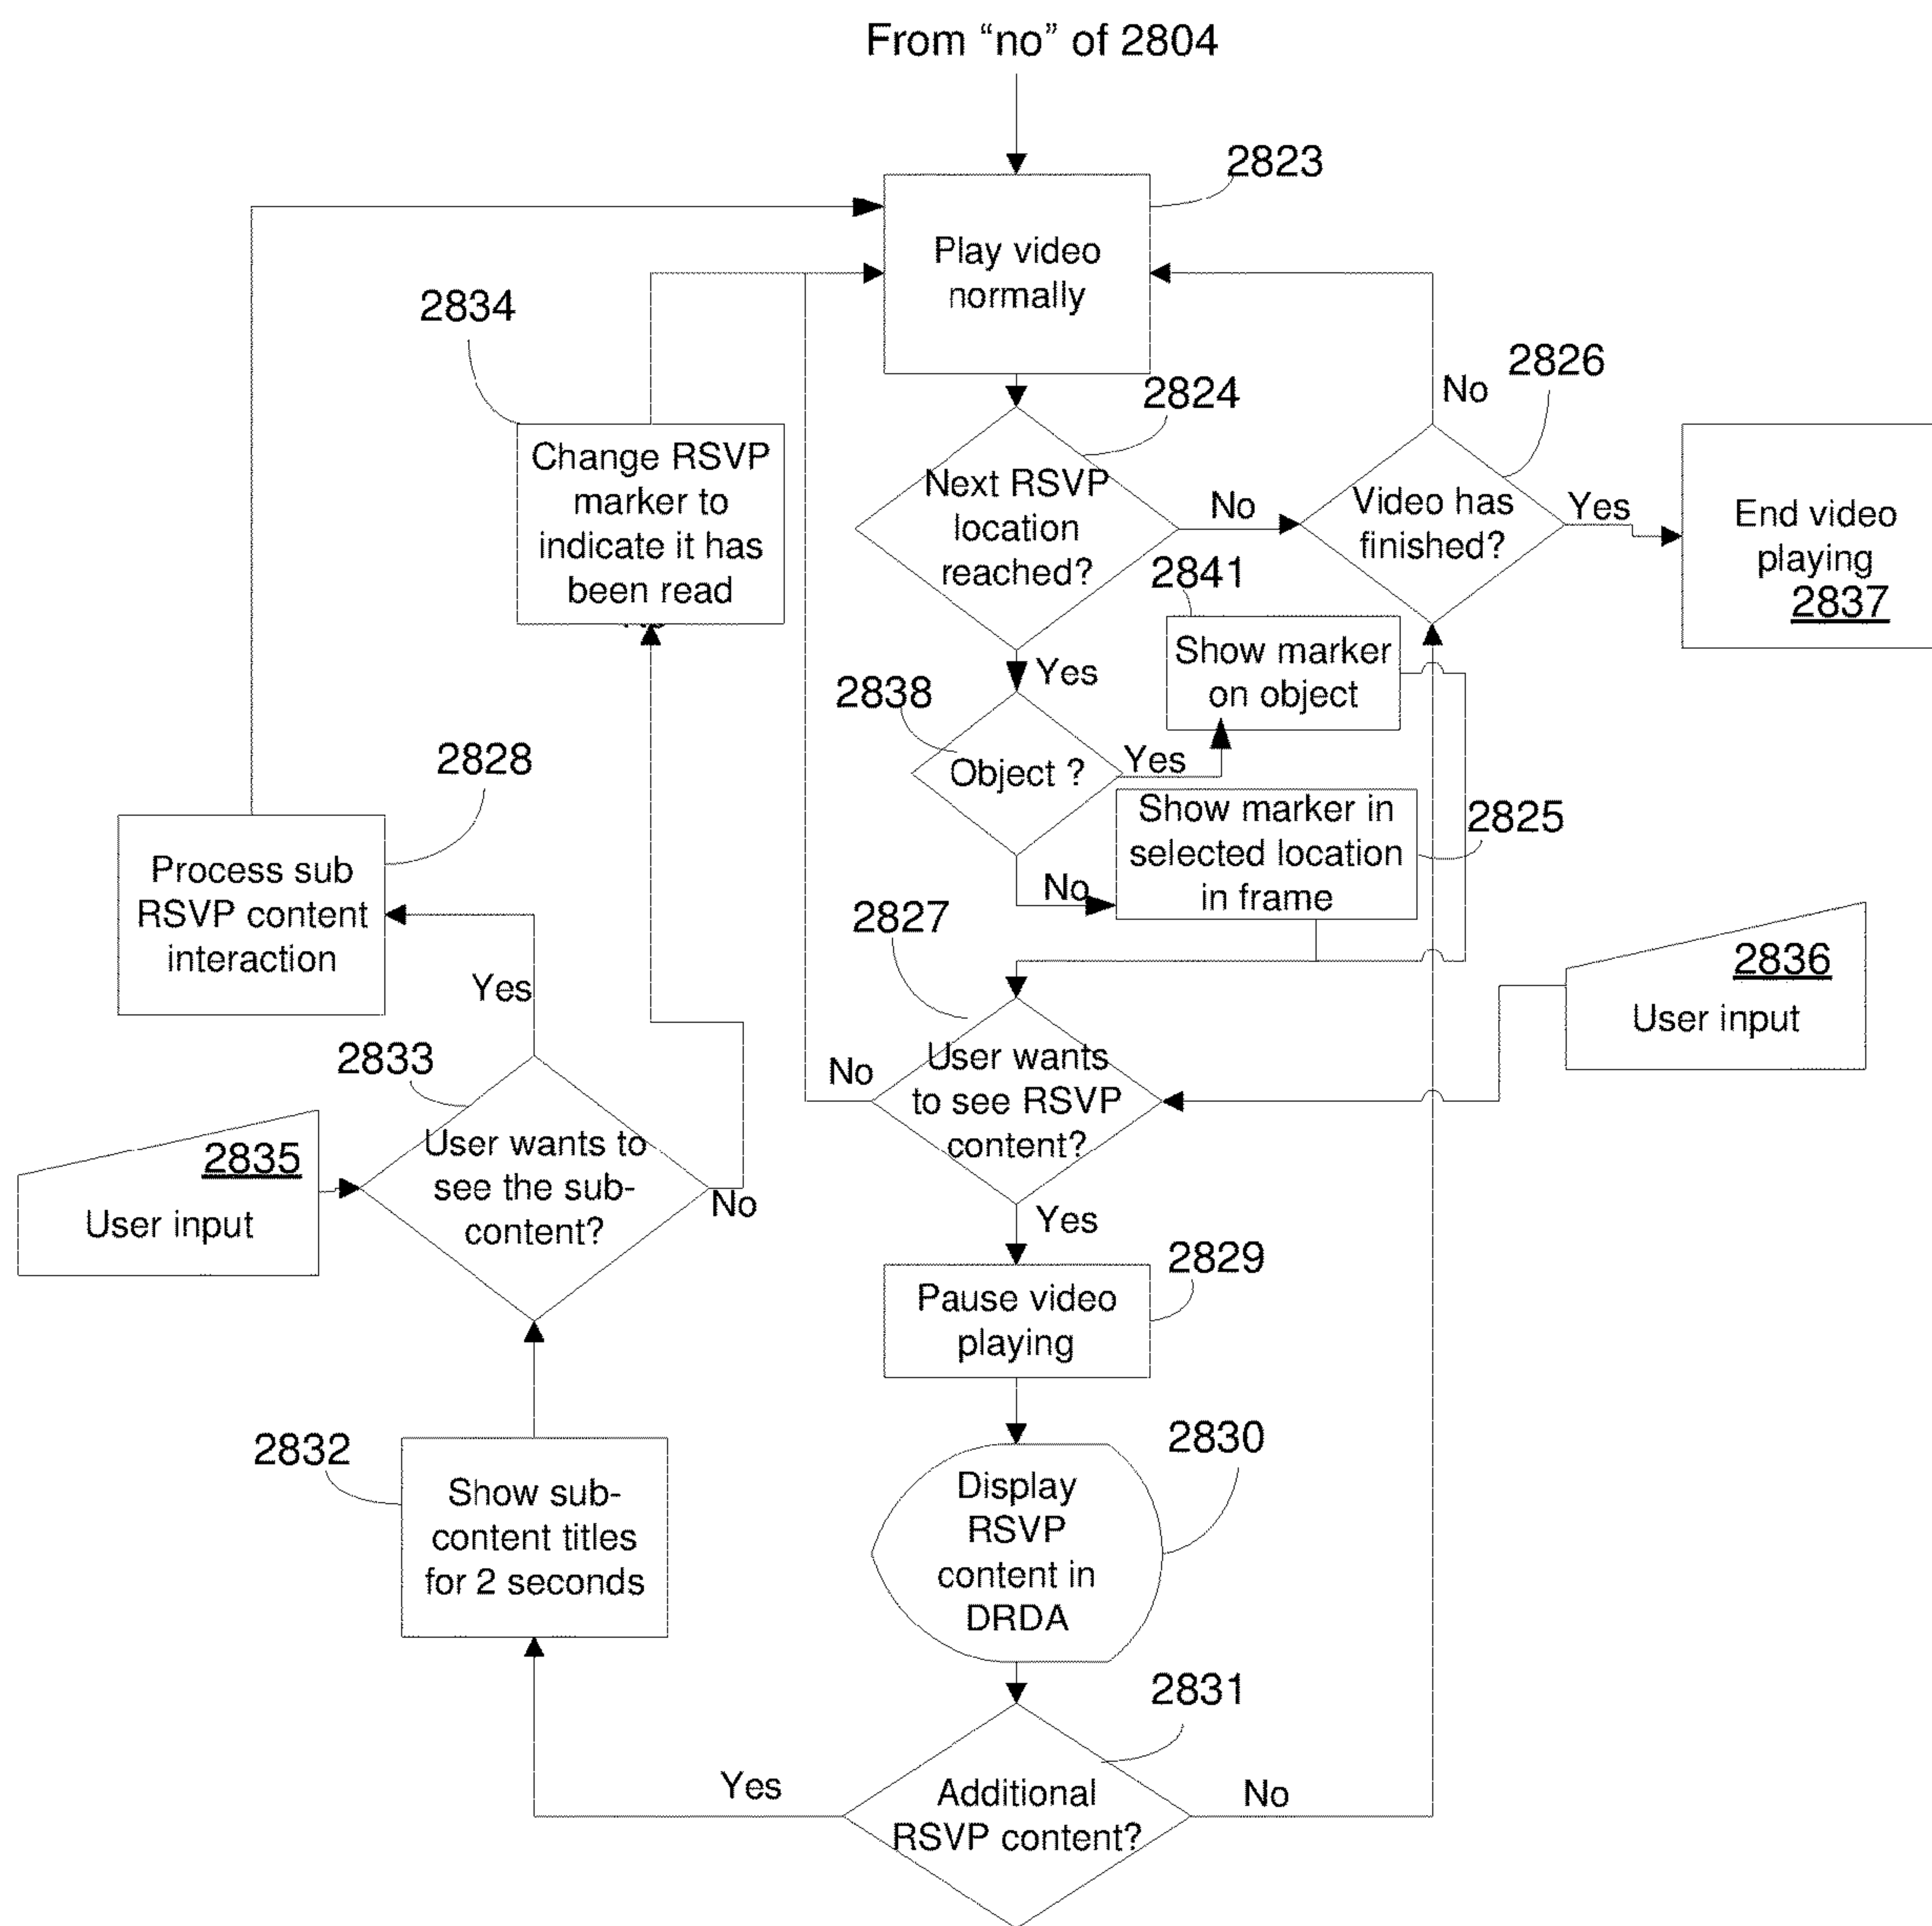 From “no” of 2804
2823
Play video
normally
2834
Change RSVP
marker to
indicate it has
been read
2824
Next RSVP
location
reached?
No
2826
No
Video has
finished?
Yes
End video
playing
2837
2841
Show marker
on object
Yes
2838
Object ?
Yes
2825
Show marker in
selected location
in frame
No
2828
Process sub
RSVP content
interaction
Yes
2827
User wants
to see RSVP
content?
No
2836
User input
2833
User wants to
see the sub-
content?
No
2835
User input
Yes
2829
Pause video
playing
2830
Display
RSVP
content in
DRDA
2832
Show sub-
content titles
for 2 seconds
2831
Additional
RSVP content?
Yes
No